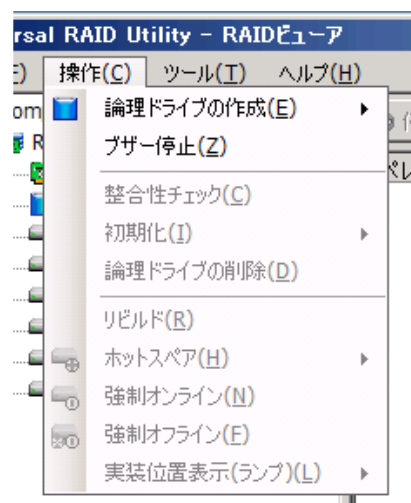 rsal RAID Utility - RAIDビューア
E) 操作(C) ツール(T) ヘルプ(H)
om
R
論理ドライブの作成(E)
ブザー停止(Z)
整合性チェック(C)
初期化(I)
論理ドライブの削除(D)
リビルド(R)
ホットスペア(H)
強制オンライン(N)
強制オフライン(F)
実装位置表示(ランプ)(L)